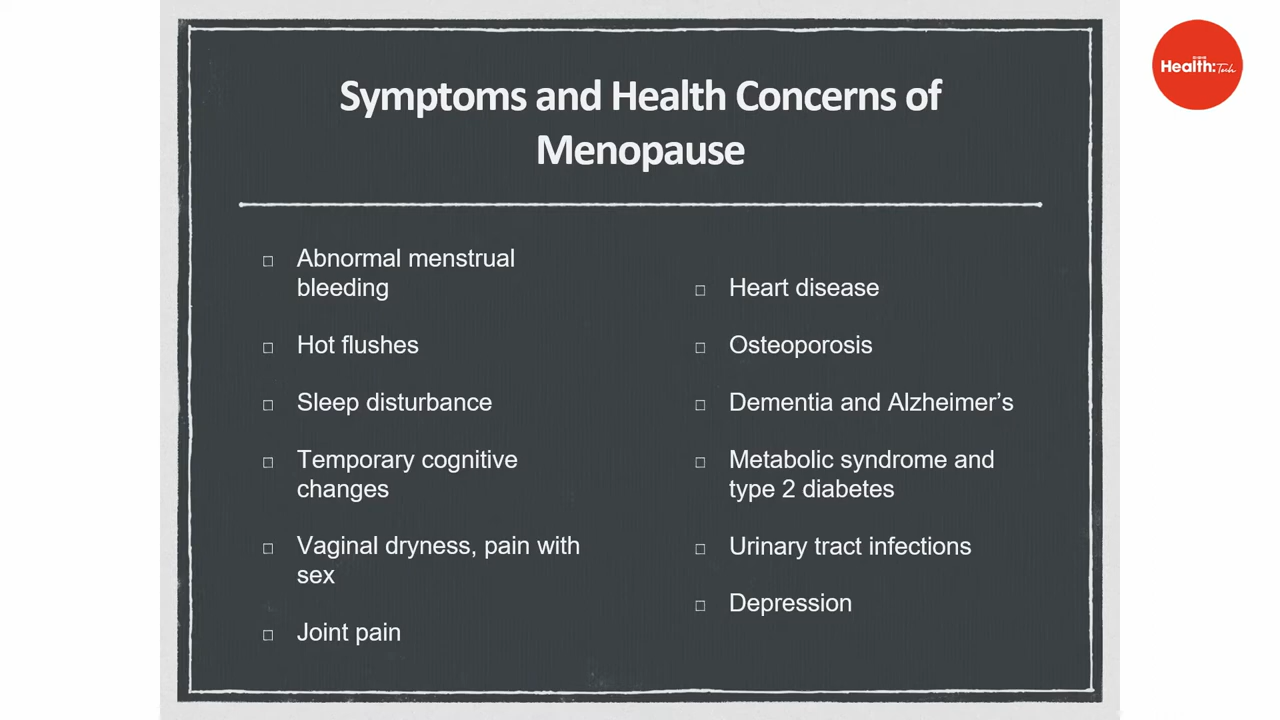 Symptoms and Health Concerns of
Menopause
Abnormal menstrual
bleeding
Hot flushes
Sleep disturbance
Temporary cognitive
changes
Vaginal dryness, pain with
sex
Joint pain
Heart disease
Osteoporosis
Dementia and Alzheimer’s
Metabolic syndrome and
type 2 diabetes
Urinary tract infections
Depression
Health:Tech